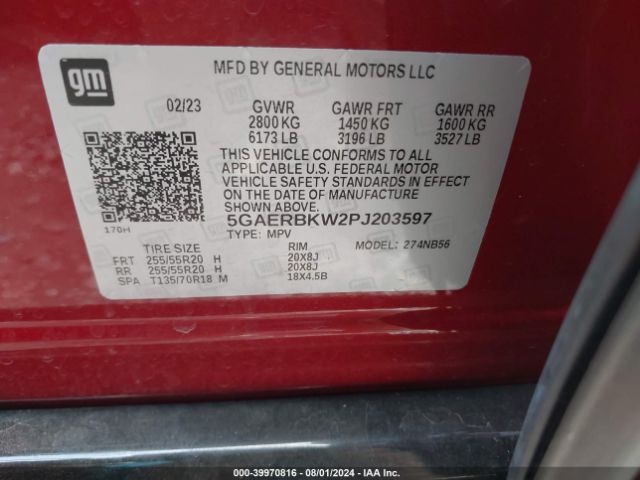 gm
MFD BY GENERAL MOTORS LLC
02/23 GVWR GAWR FRT GAWR RR
2800 KG 1450 KG 1600 KG
6173 LB 3196 LB 3527 LB
THIS VEHICLE CONFORMS TO ALL
APPLICABLE U.S. FEDERAL MOTOR
VEHICLE SAFETY STANDARDS IN
EFFECT ON THE DATE OF MANUFACTURE
SHOWN ABOVE.
170H
5GAERBKW2PJ203597
TYPE: MPV MODEL: 274NB56
TIRE SIZE RIM
FRT 255/55R20 H 20X8J
RR 255/55R20 H 20X8J
SPA T135/70R18 M 18X4.5B
000-39970816 - 08/01/2024 - IAA Inc.